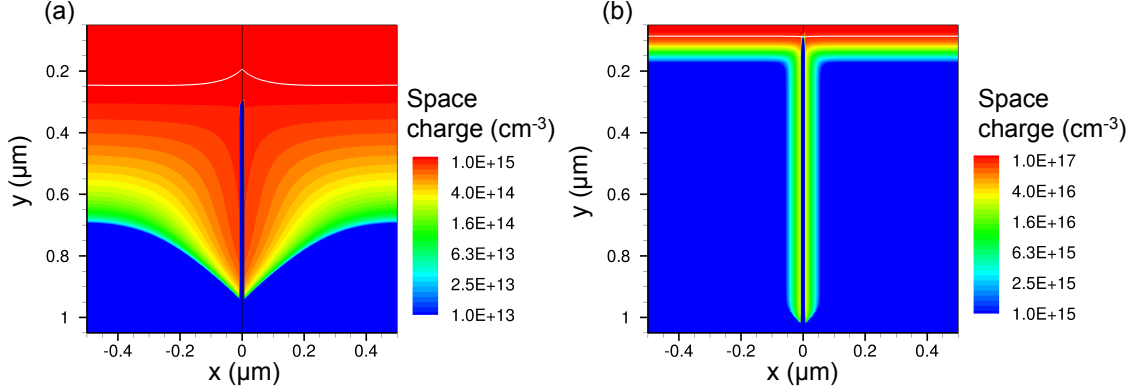 (a)
0.2
0.4
0.6
0.8
1
y (µm)
-0.4 -0.2 0 0.2 0.4
x (µm)
Space
charge (cm-3)
1.0E+15
4.0E+14
1.6E+14
6.3E+13
2.5E+13
1.0E+13
(b)
0.2
0.4
0.6
0.8
1
y (µm)
-0.4 -0.2 0 0.2 0.4
x (µm)
Space
charge (cm-3)
1.0E+17
4.0E+16
1.6E+16
6.3E+15
2.5E+15
1.0E+15